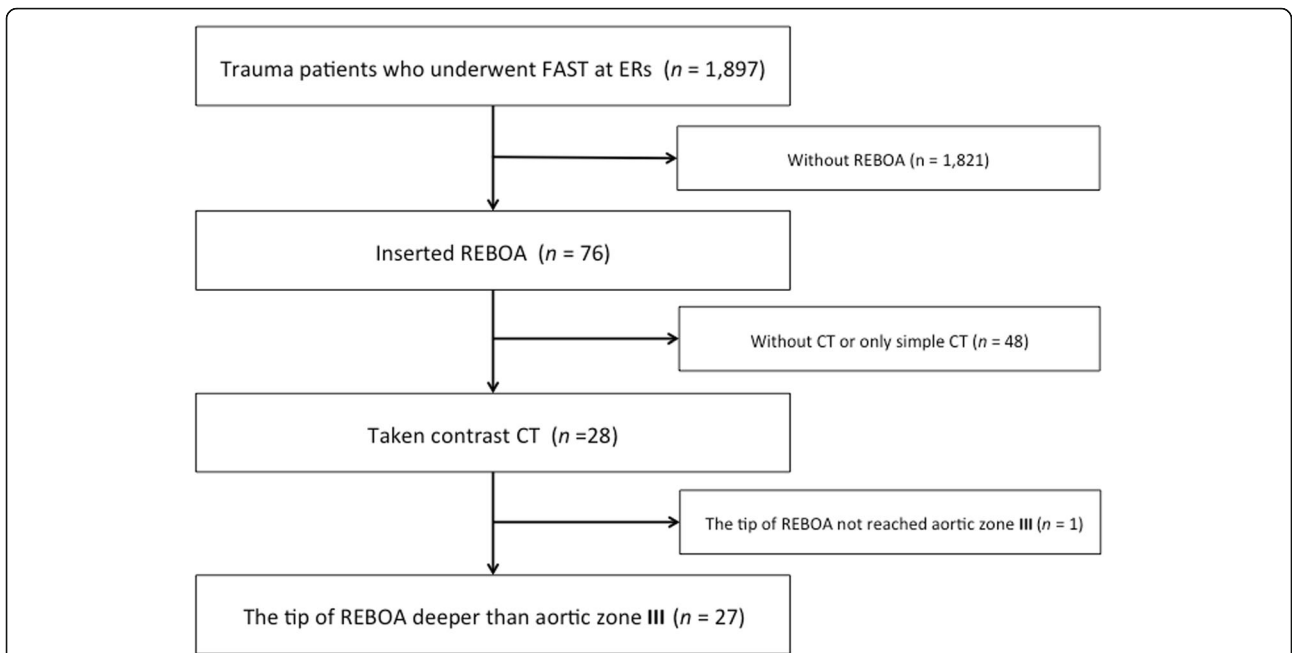 Trauma patients who underwent FAST at ERs (n = 1,897)
Without REBOA (n = 1,821)
Inserted REBOA (n = 76)
Without CT or only simple CT (n = 48)
Taken contrast CT (n =28)
The tip of REBOA not reached aortic zone III (n = 1)
The tip of REBOA deeper than aortic zone III (n = 27)